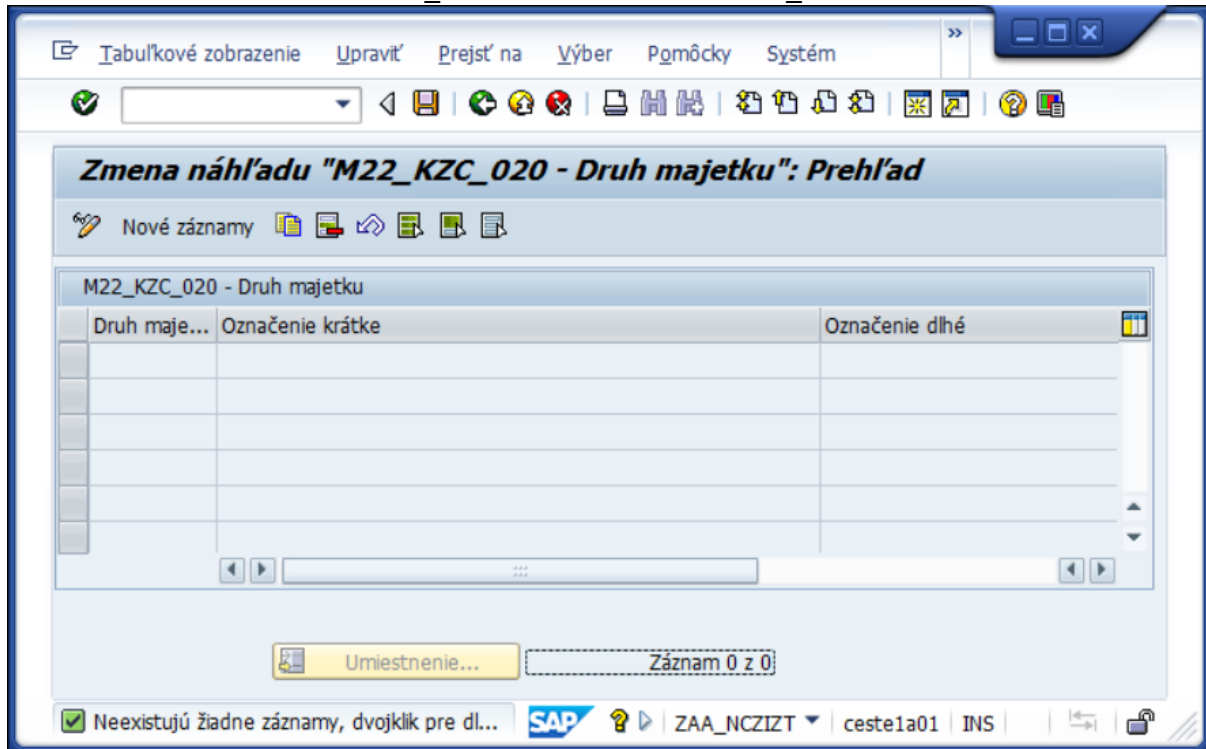 Tabuľkové zobrazenie Upraviť Prejsť na Výber Pomôcky Systém »
Zmena náhľadu "M22_KZC_020 - Druh majetku": Prehľad
Nové záznamy
M22_KZC_020 - Druh majetku
Druh maje... Označenie krátke Označenie dlhé
Umiestnenie... Záznam 0 z 0
Neexistujú žiadne záznamy, dvojklik pre dl... SAP ZAA_NCZIZT ceste1a01 INS